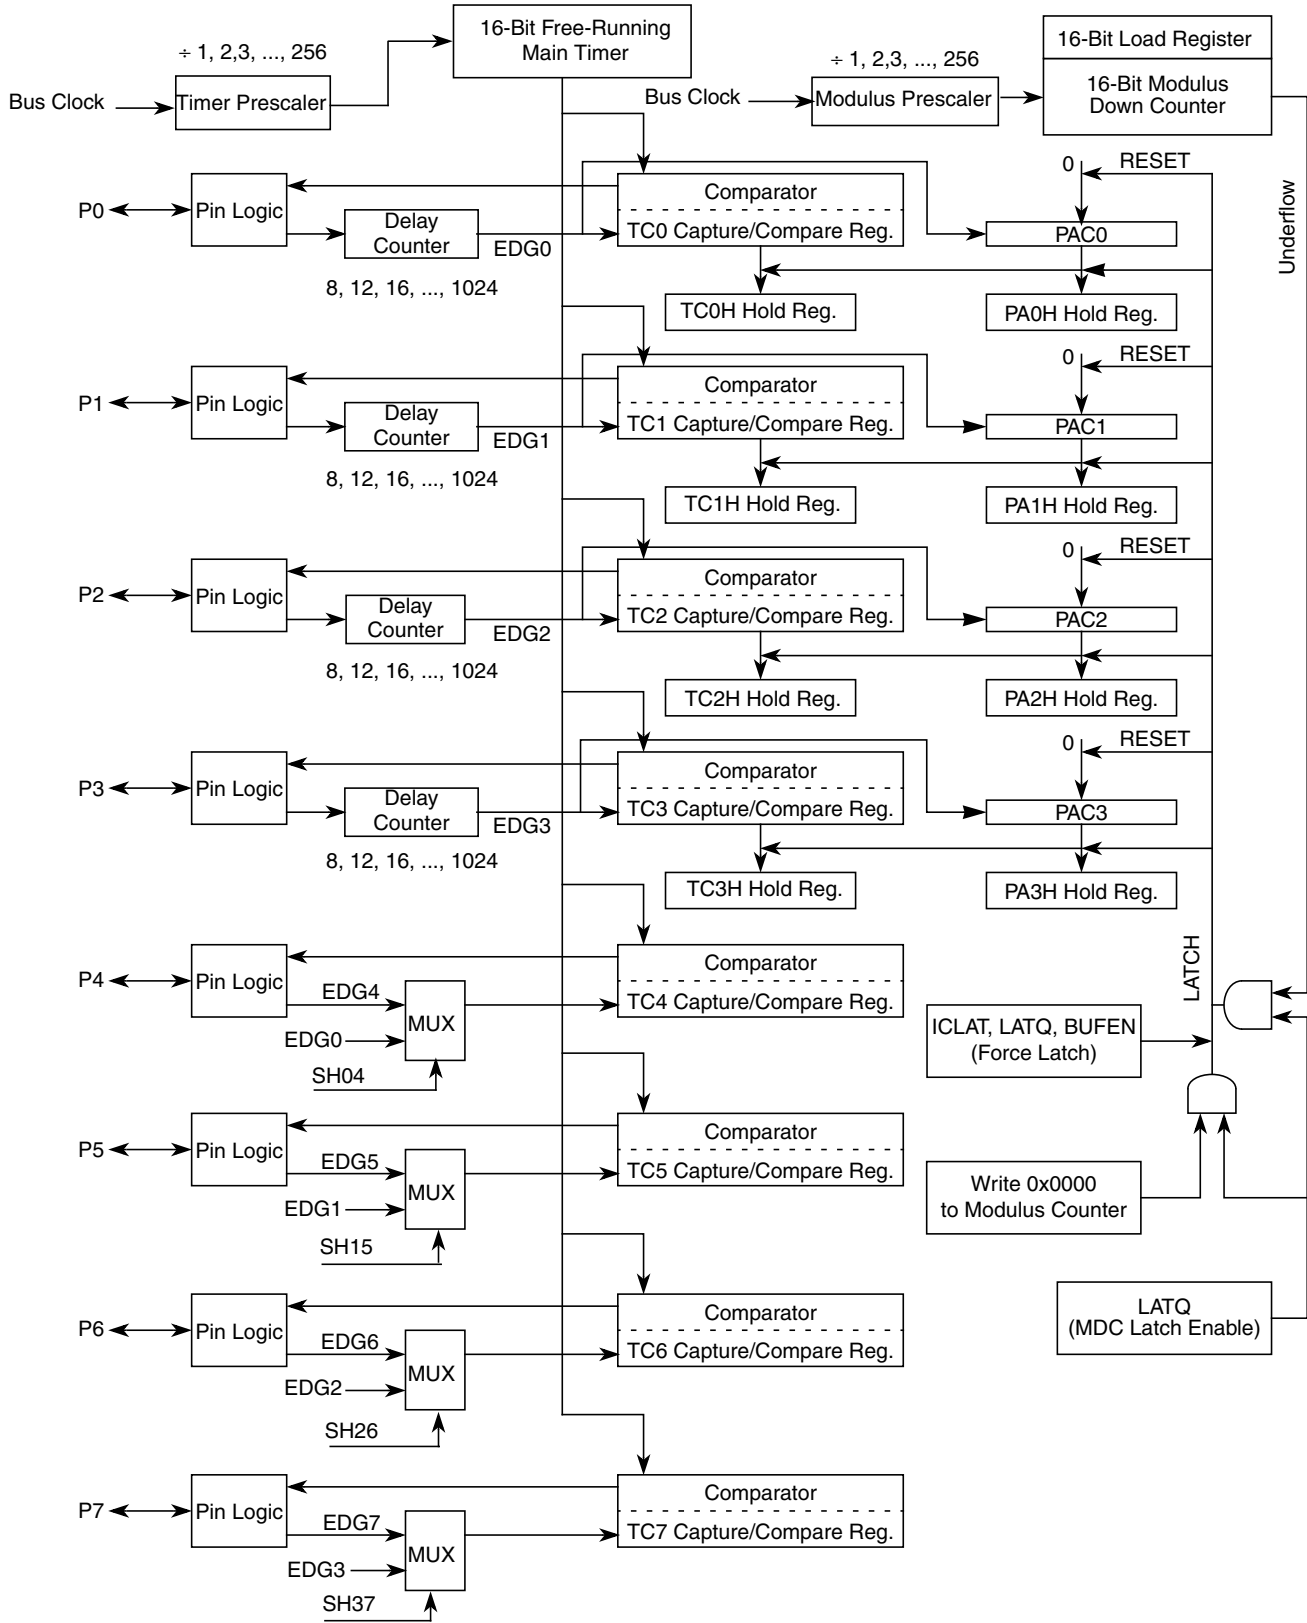 16-Bit Free-Running
Main Timer
16-Bit Load Register
÷ 1, 2,3, ..., 256
÷ 1, 2,3, ..., 256
16-Bit Modulus
Down Counter
Bus Clock
Timer Prescaler
Bus Clock
Modulus Prescaler
Underflow
0
RESET
P0
Pin Logic
Delay
Counter
EDG0
Comparator
TC0 Capture/Compare Reg.
PAC0
8, 12, 16, ..., 1024
TC0H Hold Reg.
PA0H Hold Reg.
0
RESET
P1
Pin Logic
Delay
Counter
EDG1
Comparator
TC1 Capture/Compare Reg.
PAC1
8, 12, 16, ..., 1024
TC1H Hold Reg.
PA1H Hold Reg.
0
RESET
P2
Pin Logic
Delay
Counter
EDG2
Comparator
TC2 Capture/Compare Reg.
PAC2
8, 12, 16, ..., 1024
TC2H Hold Reg.
PA2H Hold Reg.
0
RESET
P3
Pin Logic
Delay
Counter
EDG3
Comparator
TC3 Capture/Compare Reg.
PAC3
8, 12, 16, ..., 1024
TC3H Hold Reg.
PA3H Hold Reg.
LATCH
P4
Pin Logic
EDG4
EDG0
MUX
SH04
Comparator
TC4 Capture/Compare Reg.
ICLAT, LATQ, BUFEN
(Force Latch)
P5
Pin Logic
EDG5
EDG1
MUX
SH15
Comparator
TC5 Capture/Compare Reg.
Write 0x0000
to Modulus Counter
P6
Pin Logic
EDG6
EDG2
MUX
SH26
Comparator
TC6 Capture/Compare Reg.
LATQ
(MDC Latch Enable)
P7
Pin Logic
EDG7
EDG3
MUX
SH37
Comparator
TC7 Capture/Compare Reg.